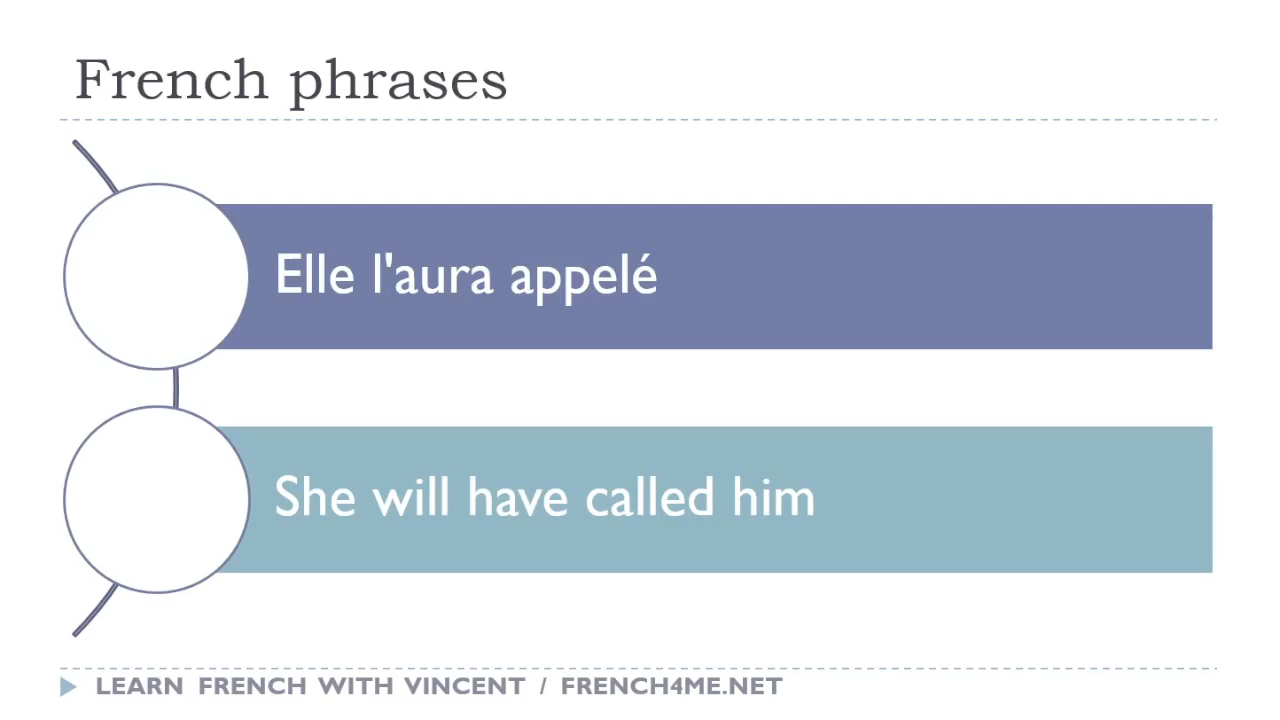 French phrases
Elle l'aura appelé
She will have called him
LEARN FRENCH WITH VINCENT / FRENCH4ME.NET